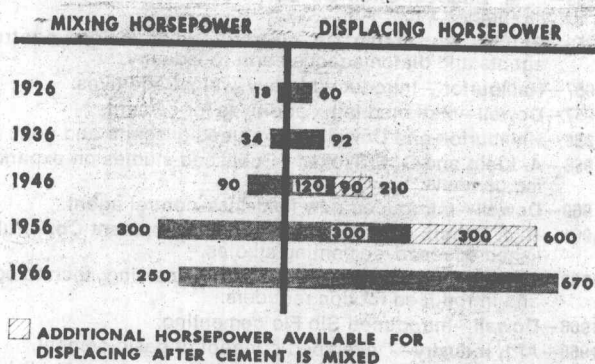 MIXING HORSEPOWER DISPLACING HORSEPOWER
1926 18 60
1936 34 92
1946 90 120 90 210
1956 300 300 300 600
1966 250 670
ADDITIONAL HORSEPOWER AVAILABLE FOR
DISPLACING AFTER CEMENT IS MIXED